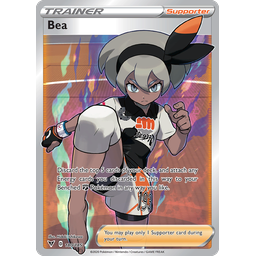 TRAINER
Supporter
Bea
Discard the top 5 cards of your deck, and attach any
Energy cards you discarded in this way to your
Benched Pokémon in any way you like.
You may play only 1 Supporter card during
your turn.